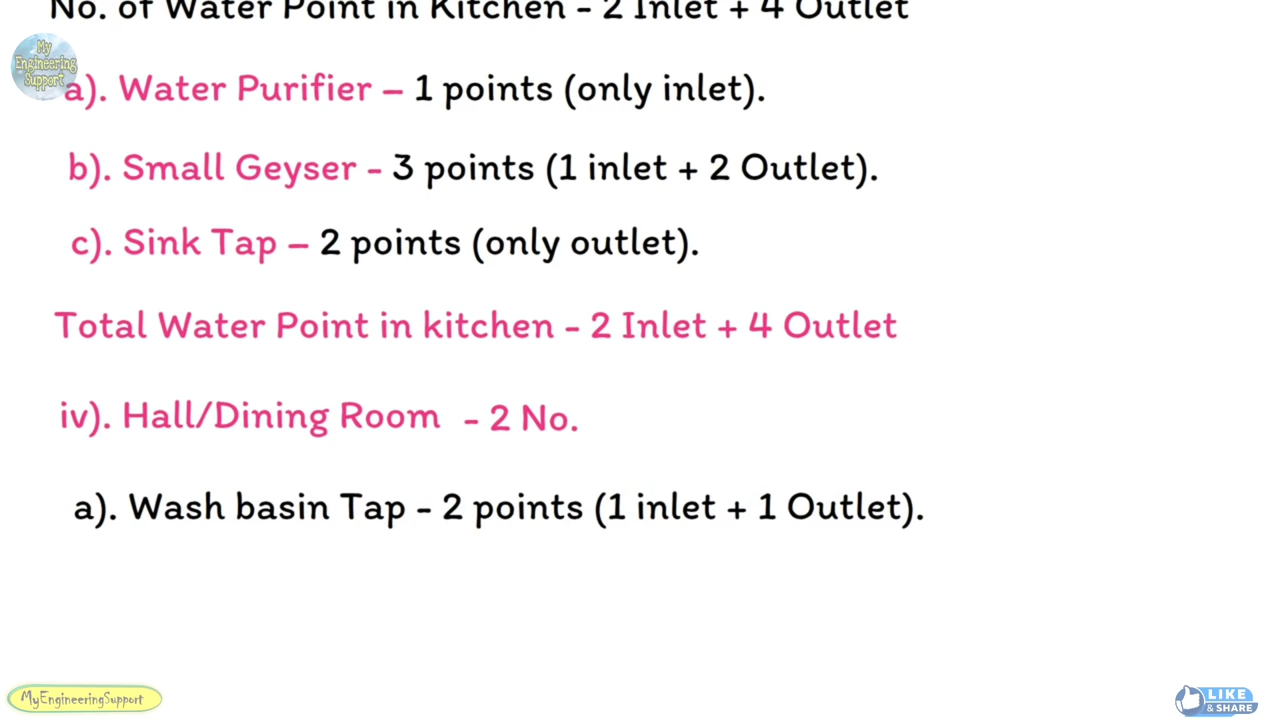 No. of Water Point in Kitchen - 2 Inlet + 4 Outlet
My
Engineering
Support
a). Water Purifier – 1 points (only inlet).
b). Small Geyser - 3 points (1 inlet + 2 Outlet).
c). Sink Tap – 2 points (only outlet).
Total Water Point in kitchen - 2 Inlet + 4 Outlet
iv). Hall/Dining Room - 2 No.
a). Wash basin Tap - 2 points (1 inlet + 1 Outlet).
MyEngineeringSupport
LIKE
& SHARE